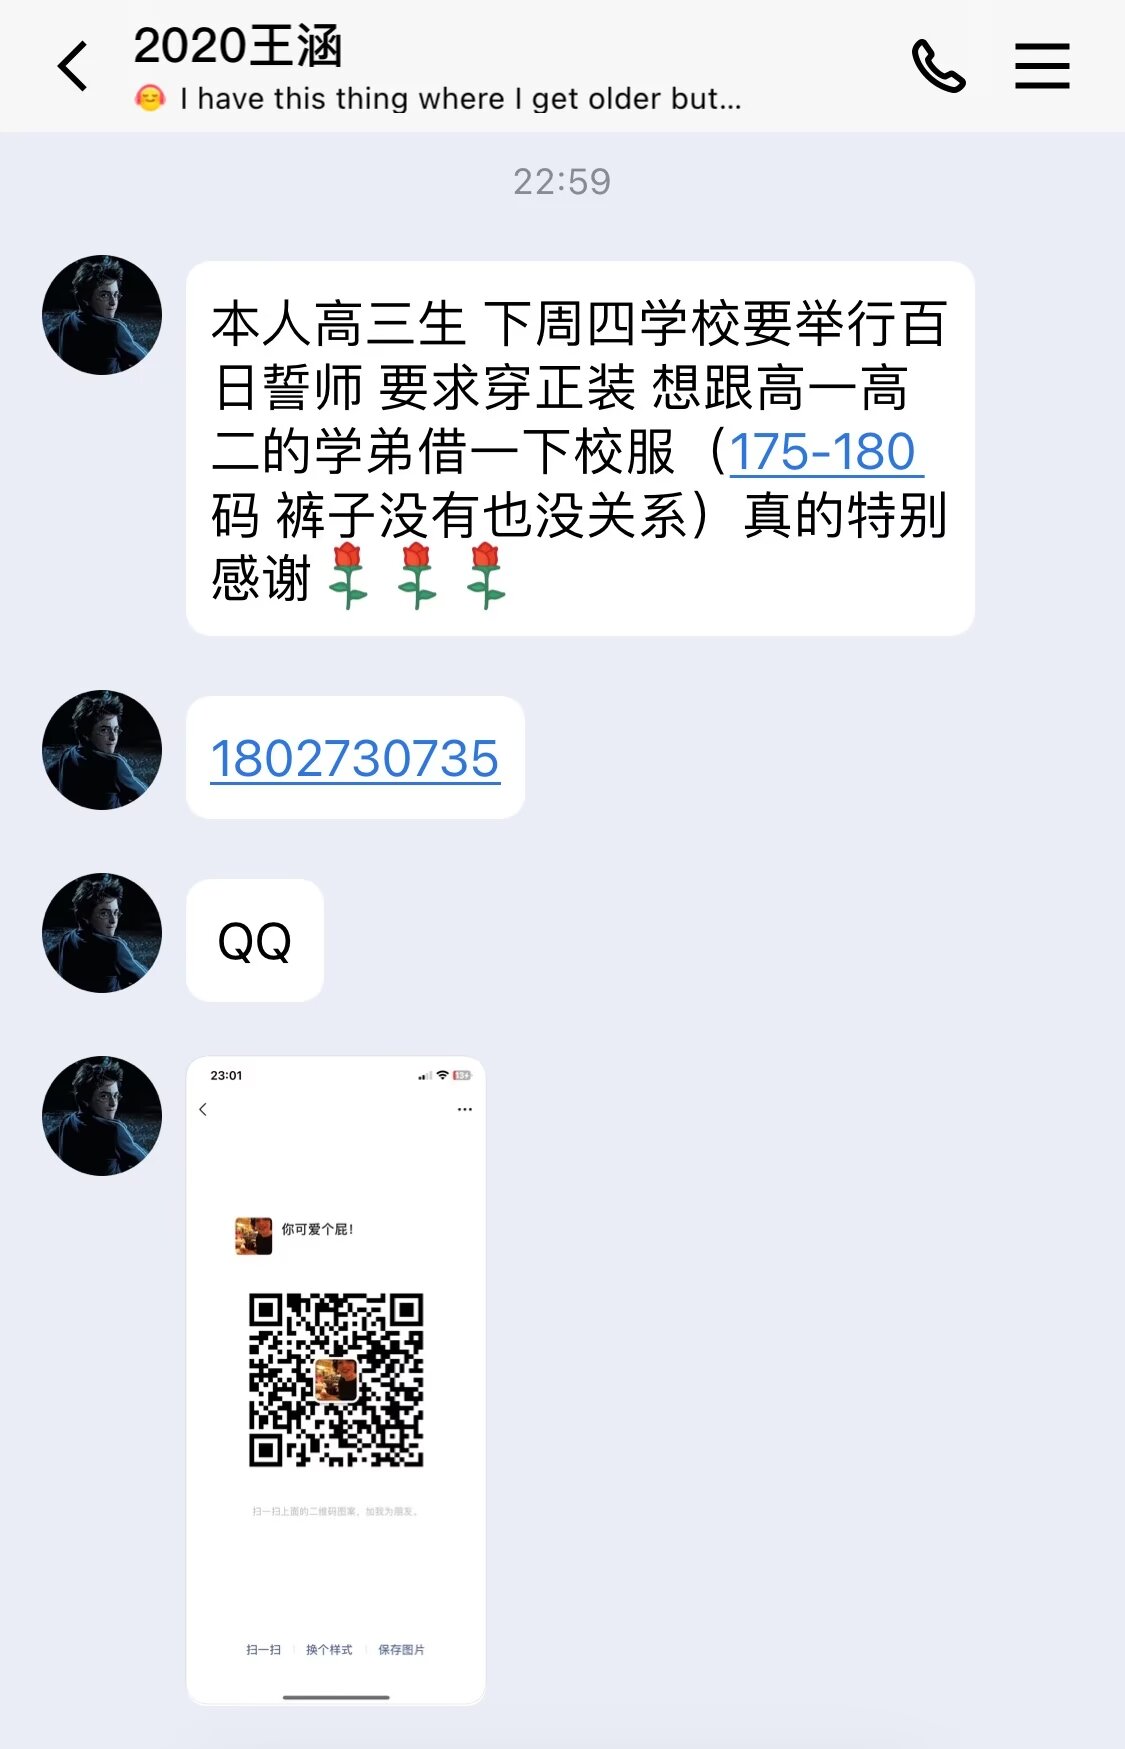 2020王涵
I have this thing where I get older but...
22:59
本人高三生 下周四学校要举行百
日誓师 要求穿正装 想跟高一高
二的学弟借一下校服（175-180
码 裤子没有也没关系）真的特别
感谢🌹🌹🌹
1802730735
QQ
23:01
你可爱个屁!
扫一扫上面的二维码图案，加我为朋友。
扫一扫 换个样式 保存图片